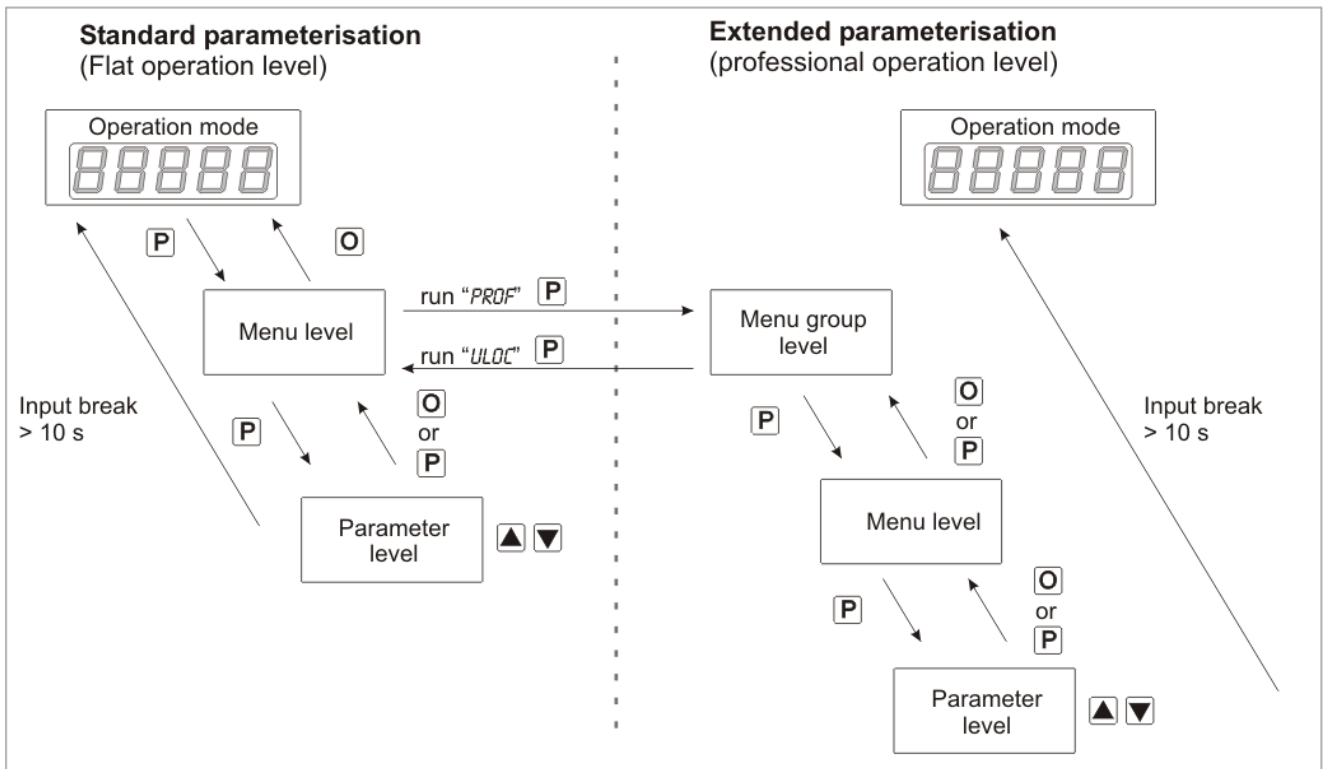 Standard parameterisation
(Flat operation level)
Operation mode
88888
P
O
Menu level
run "PROF" P
run "ULOC" P
Input break
> 10 s
P
O
or
P
Parameter
level
▲ ▼
Extended parameterisation
(professional operation level)
Operation mode
88888
Menu group
level
P
O
or
P
Input break
> 10 s
Menu level
P
O
or
P
Parameter
level
▲ ▼